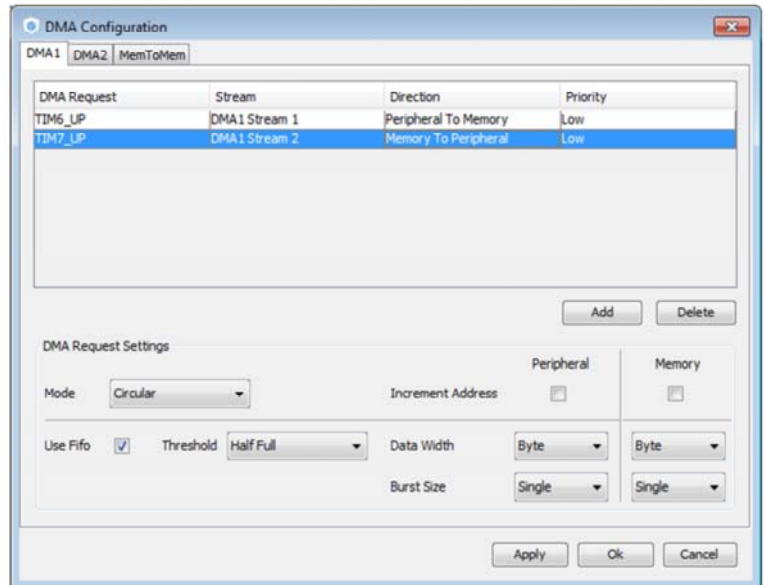 DMA Configuration
DMA1 DMA2 MemToMem
DMA Request Stream Direction Priority
TIM6_UP DMA1 Stream 1 Peripheral To Memory Low
TIM7_UP DMA1 Stream 2 Memory To Peripheral Low
Add Delete
DMA Request Settings
Peripheral Memory
Mode Circular Increment Address
Use Fifo Threshold Half Full Data Width Byte Byte
Burst Size Single Single
Apply Ok Cancel